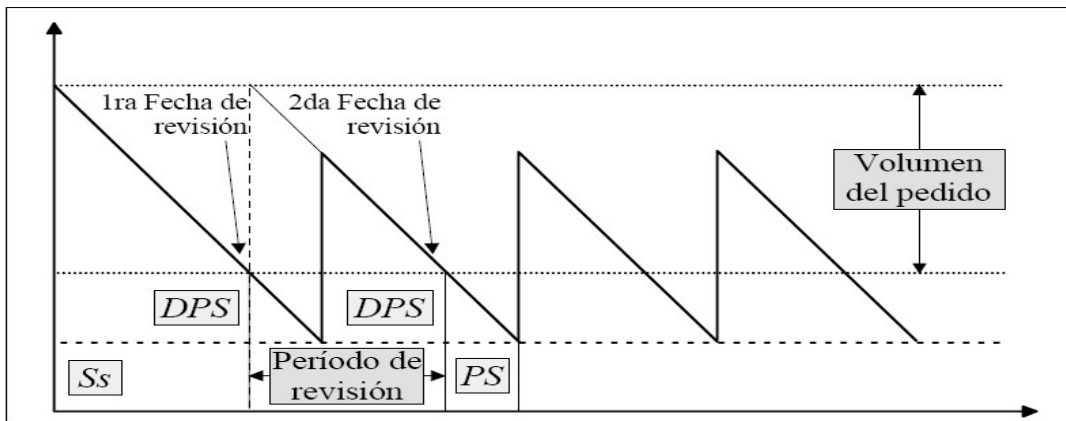 1ra Fecha de
revisión
2da Fecha de
revisión
Volumen
del pedido
DPS
DPS
Ss
Período de
revisión
PS